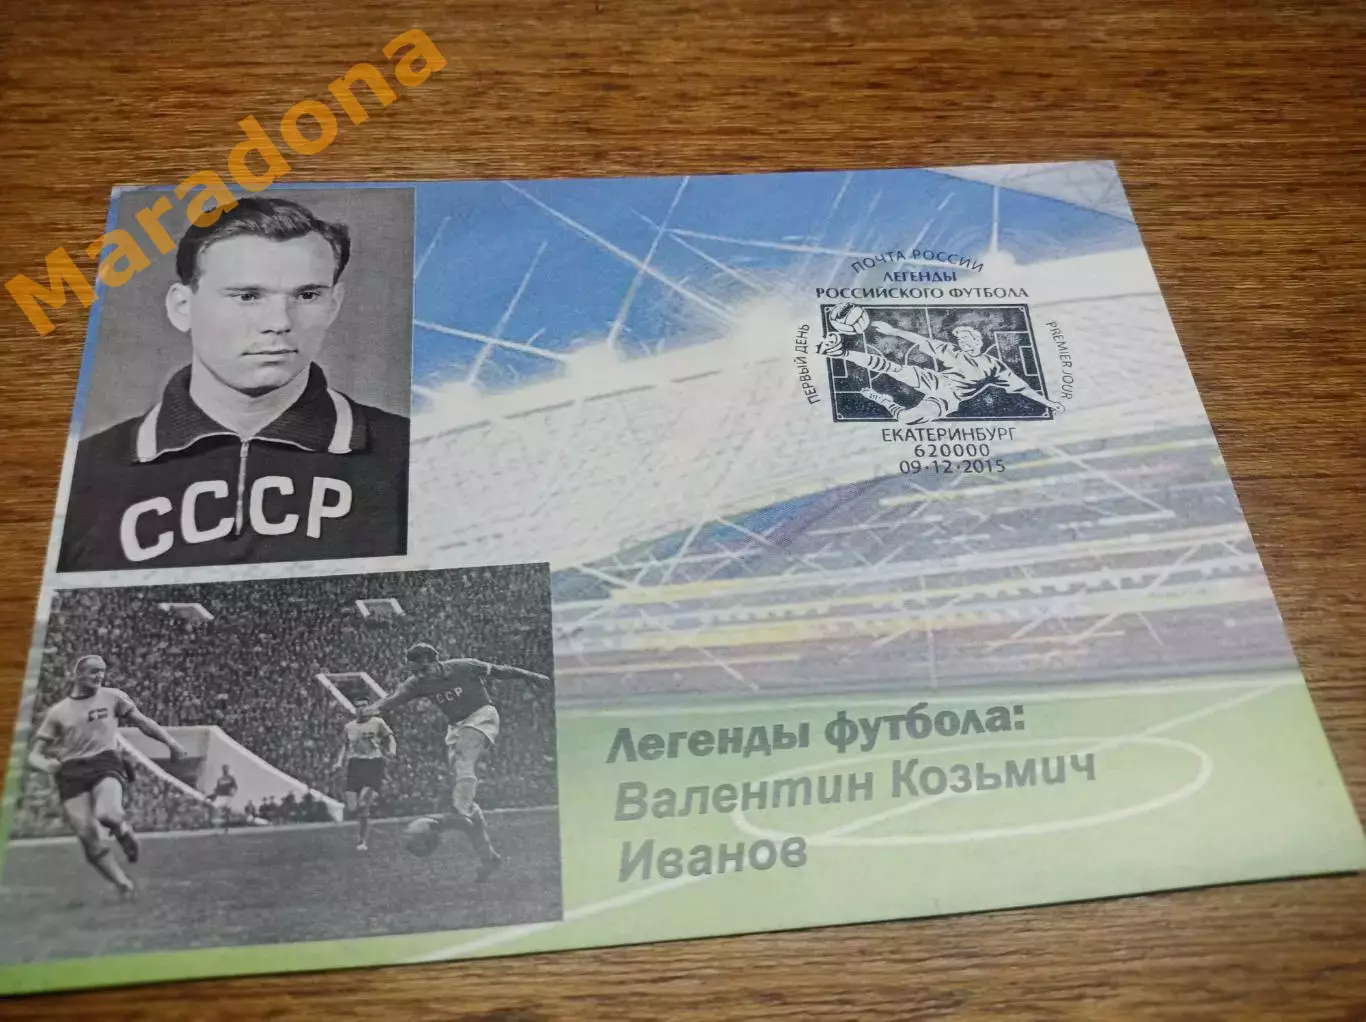 Maradona
ПОЧТА РОССИИ
ЛЕГЕНДЫ
РОССИЙСКОГО ФУТБОЛА
ПЕРВЫЙ ДЕНЬ
PREMIER JOUR
ЕКАТЕРИНБУРГ
620000
09·12·2015
СССР
СССР
Легенды футбола:
Валентин Козьмич
Иванов